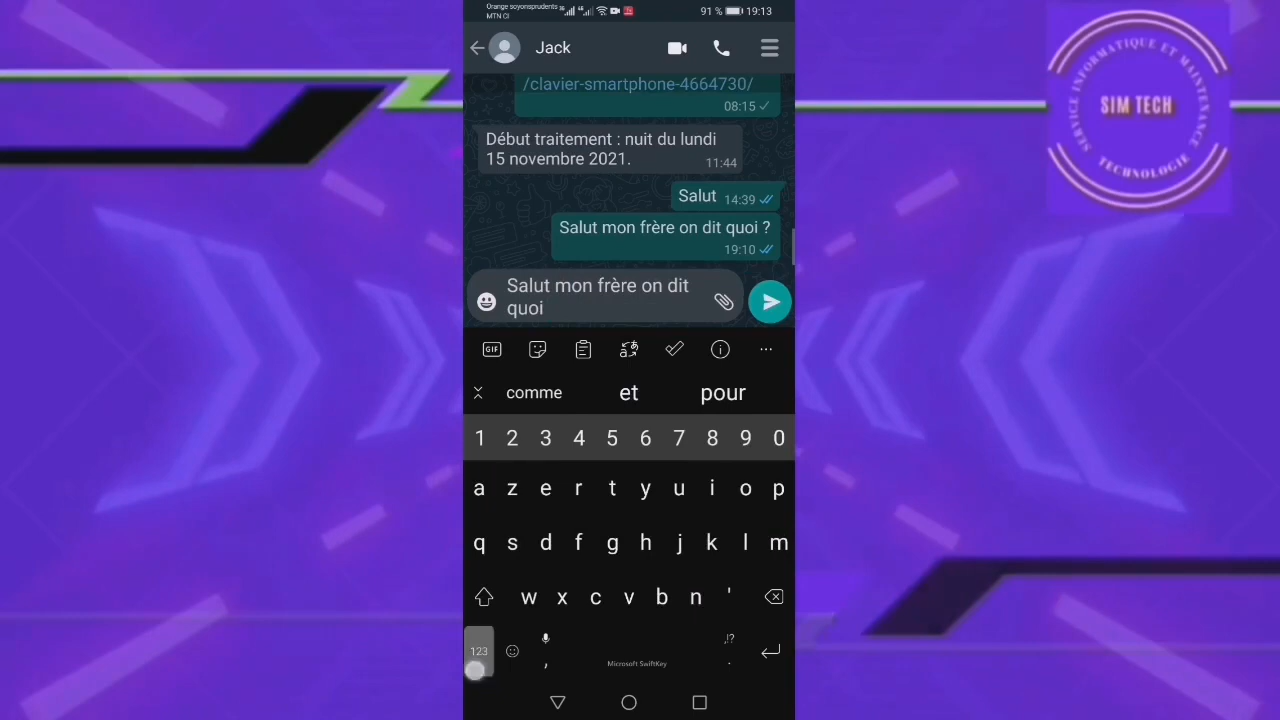 Orange soyonsprudents
MTN CI
91 % 19:13
Jack
/clavier-smartphone-4664730/
08:15
Début traitement : nuit du lundi
15 novembre 2021.
11:44
Salut 14:39
Salut mon frère on dit quoi ?
19:10
Salut mon frère on dit
quoi
GIF
comme et pour
1 2 3 4 5 6 7 8 9 0
a z e r t y u i o p
q s d f g h j k l m
w x c v b n '
123 , Microsoft SwiftKey ,!? .
SERVICE INFORMATIQUE ET MAINTENANCE
SIM TECH
TECHNOLOGIE